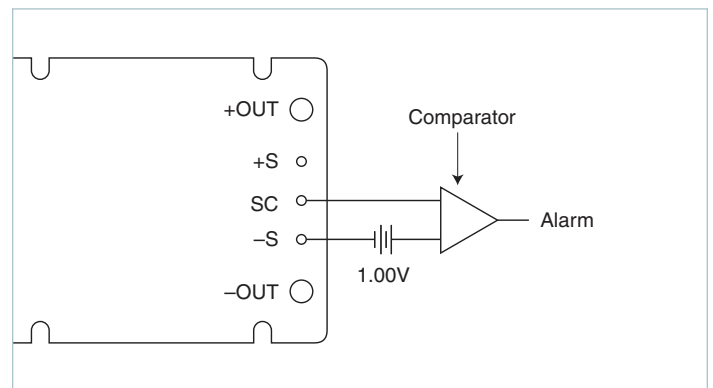 +OUT
Comparator
+S
SC
Alarm
–S
1.00V
–OUT